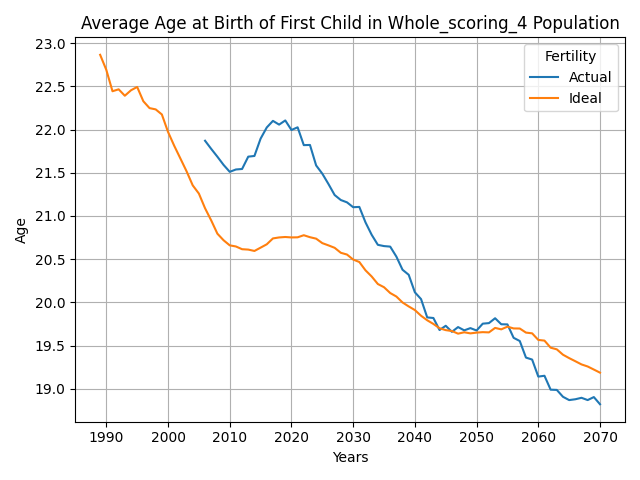 Average Age at Birth of First Child in Whole_scoring_4 Population
Fertility
Actual
Ideal
Age
23.0
22.5
22.0
21.5
21.0
20.5
20.0
19.5
19.0
1990 2000 2010 2020 2030 2040 2050 2060 2070
Years